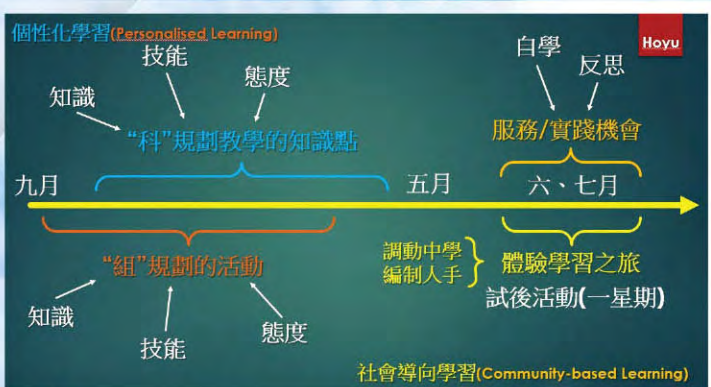 個性化學習(Personalised Learning)
Hoyu
技能
自學
反思
知識
態度
“科”規劃教學的知識點
服務/實踐機會
九月
五月
六、七月
“組”規劃的活動
調動中學
編制人手
體驗學習之旅
試後活動(一星期)
知識
技能
態度
社會導向學習(Community-based Learning)